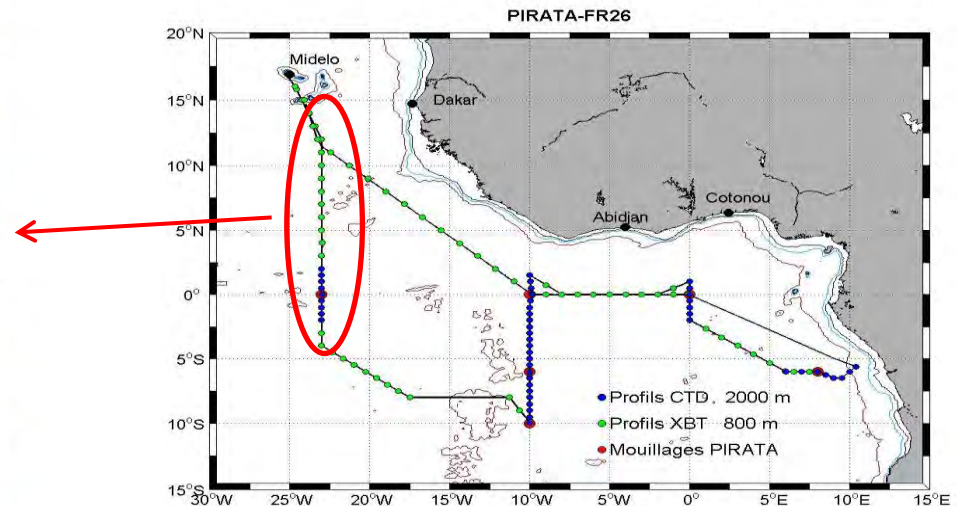 PIRATA-FR26
20°N
15°N
10°N
5°N
0°
5°S
10°S
15°S
30°W
25°W
20°W
15°W
10°W
5°W
0°
5°E
10°E
15°E
Midelo
Dakar
Abidjan
Cotonou
Profils CTD, 2000 m
Profils XBT 800 m
Mouillages PIRATA